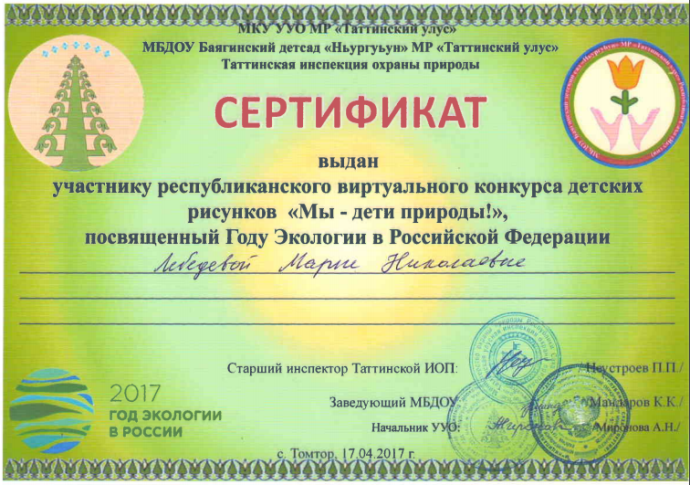 МКУ УУО МР «Таттинский улус»
МБДОУ Баягинский детсад «Ньургуьун» МР «Таттинский улус»
Таттинская инспекция охраны природы
СЕРТИФИКАТ
выдан
участнику республиканского виртуального конкурса детских
рисунков «Мы - дети природы!»,
посвященный Году Экологии в Российской Федерации
Лебедевой Марии Николаевне
Старший инспектор Таттинской ИОП: /Неустроев П.П./
Заведующий МБДОУ /Мандаров К.К./
Начальник УУО: /Миронова А.Н./
2017
ГОД ЭКОЛОГИИ
В РОССИИ
с. Томтор, 17.04.2017 г